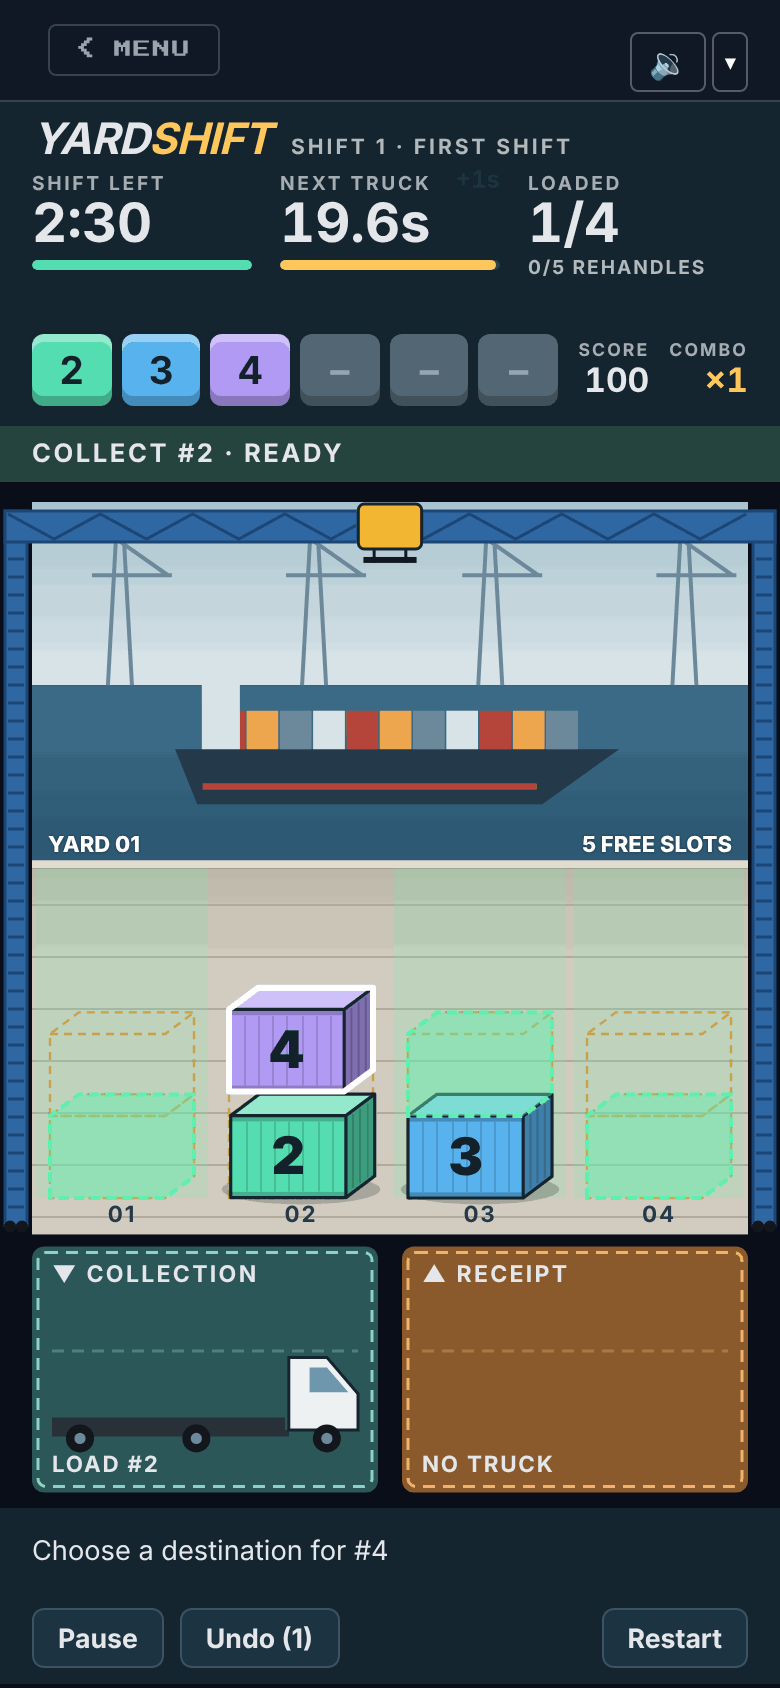 MENU
▼
YARDSHIFT SHIFT 1 · FIRST SHIFT
SHIFT LEFT NEXT TRUCK +1s LOADED
2:30 19.6s 1/4
0/5 REHANDLES
2 3 4 – – –
SCORE COMBO
100 ×1
COLLECT #2 · READY
YARD 01 5 FREE SLOTS
4
2 3
01 02 03 04
▼ COLLECTION ▲ RECEIPT
LOAD #2 NO TRUCK
Choose a destination for #4
Pause Undo (1) Restart